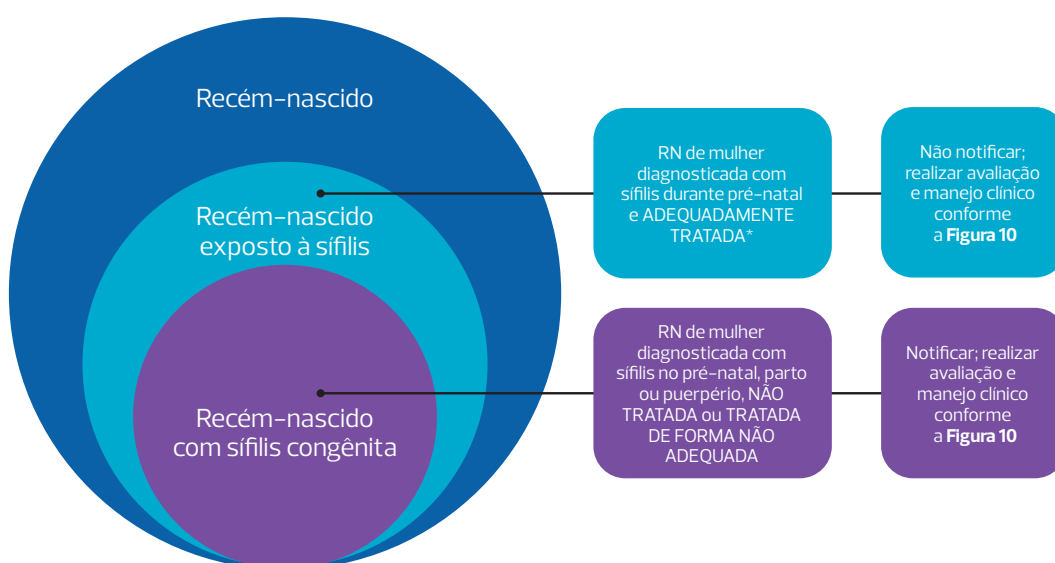 Recém-nascido
Recém-nascido
exposto à sífilis
Recém-nascido
com sífilis congênita
RN de mulher
diagnosticada com
sífilis durante pré-natal
e ADEQUADAMENTE
TRATADA*
Não notificar;
realizar avaliação
e manejo clínico
conforme
a Figura 10
RN de mulher
diagnosticada com
sífilis no pré-natal, parto
ou puerpério, NÃO
TRATADA ou TRATADA
DE FORMA NÃO
ADEQUADA
Notificar; realizar
avaliação e
manejo clínico
conforme
a Figura 10